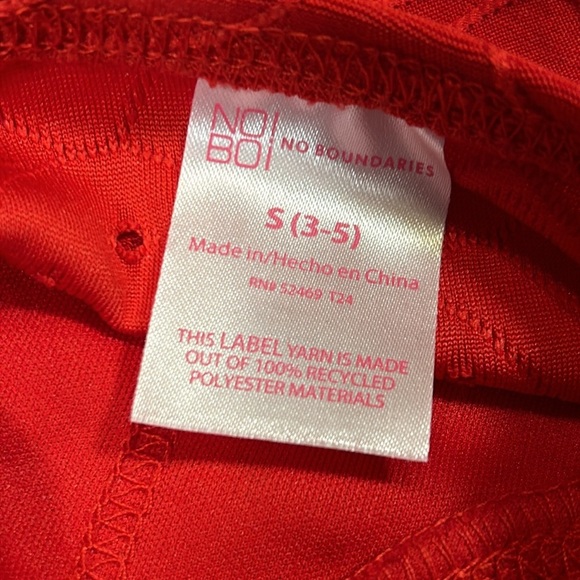 NO!
BO!
NO BOUNDARIES
S (3-5)
Made in/Hecho en China
RN# 52469 T24
THIS LABEL YARN IS MADE
OUT OF 100% RECYCLED
POLYESTER MATERIALS